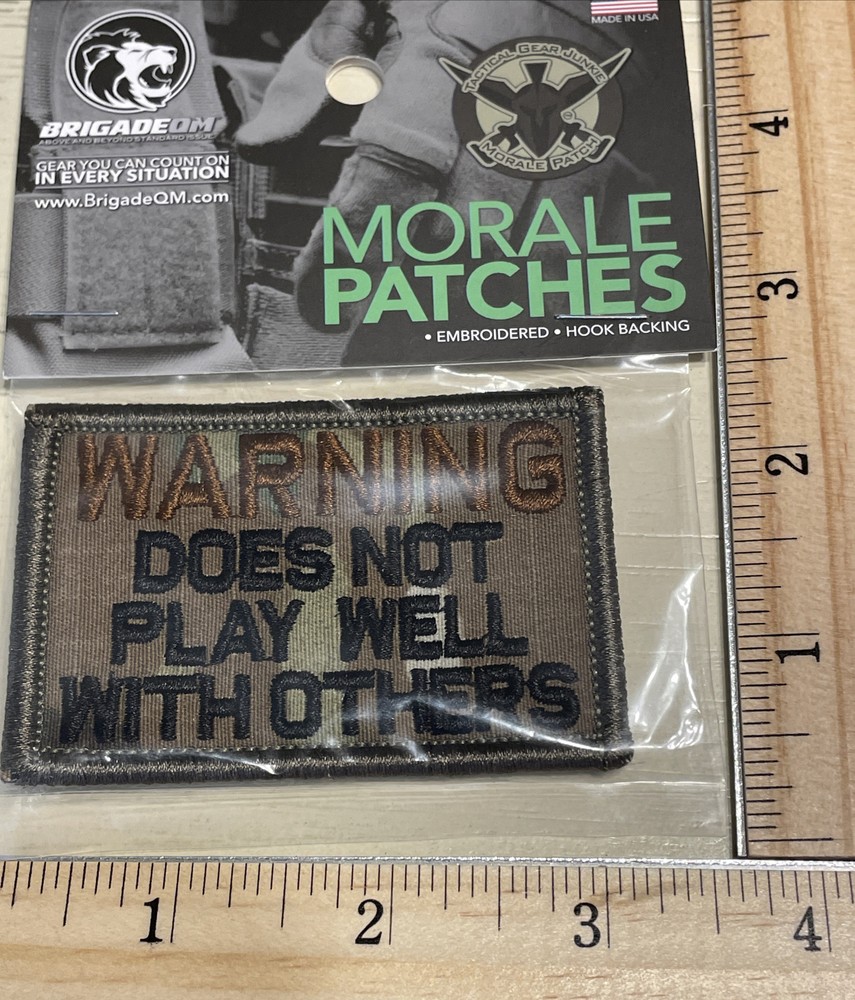 MADE IN USA
TACTICAL GEAR JUNKIE
MORALE PATCH
BRIGADEQM
ABOVE AND BEYOND STANDARD ISSUE
GEAR YOU CAN COUNT ON
IN EVERY SITUATION
www.BrigadeQM.com
MORALE
PATCHES
• EMBROIDERED • HOOK BACKING
WARNING
DOES NOT
PLAY WELL
WITH OTHERS
4
3
2
1
1 2 3 4